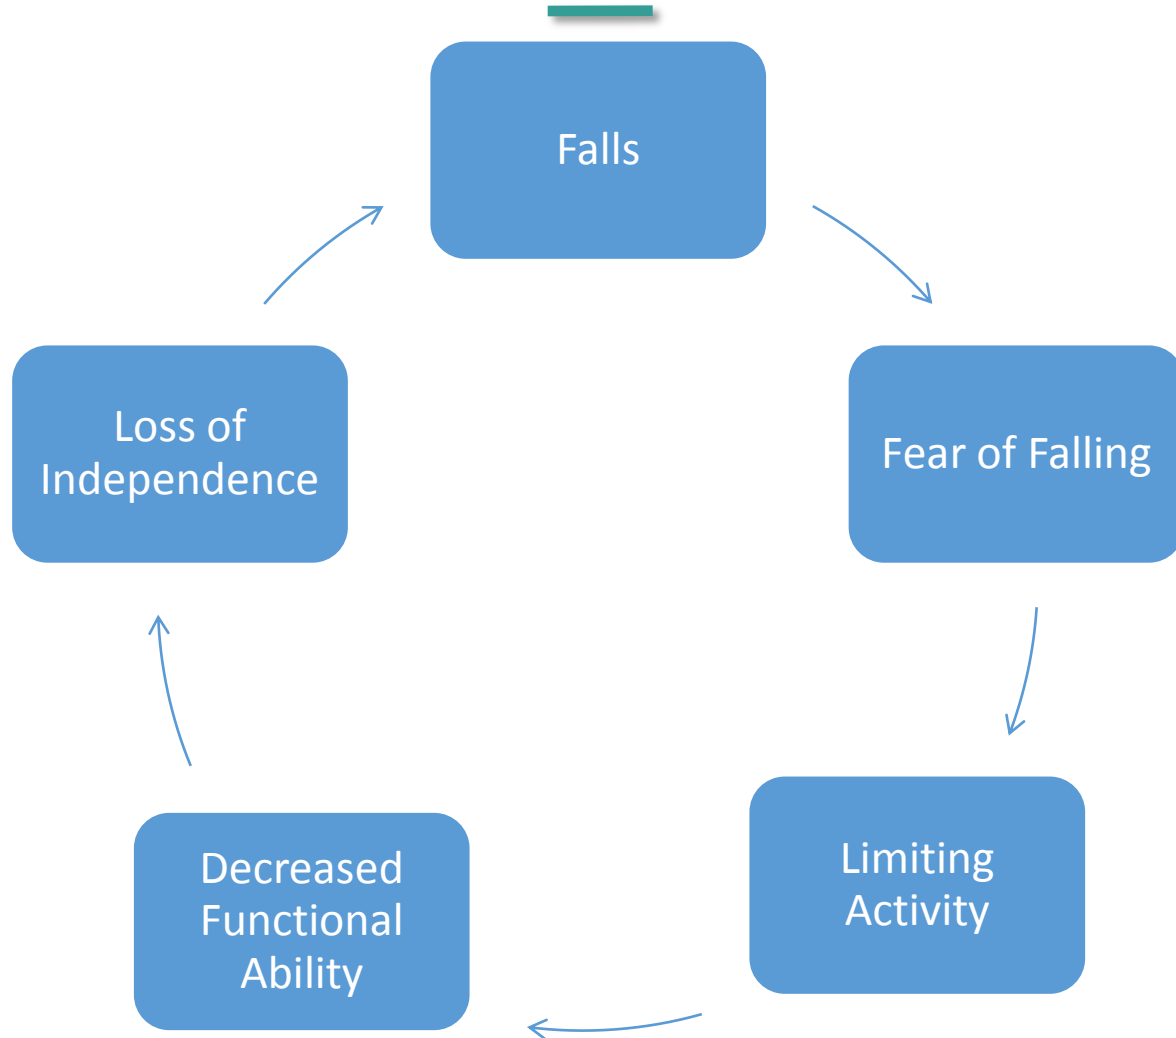 Falls
Fear of Falling
Limiting
Activity
Decreased
Functional
Ability
Loss of
Independence